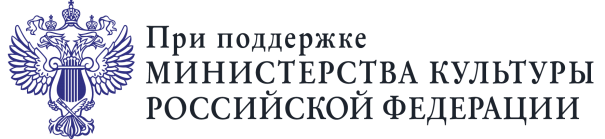 При поддержке
МИНИСТЕРСТВА КУЛЬТУРЫ
РОССИЙСКОЙ ФЕДЕРАЦИИ